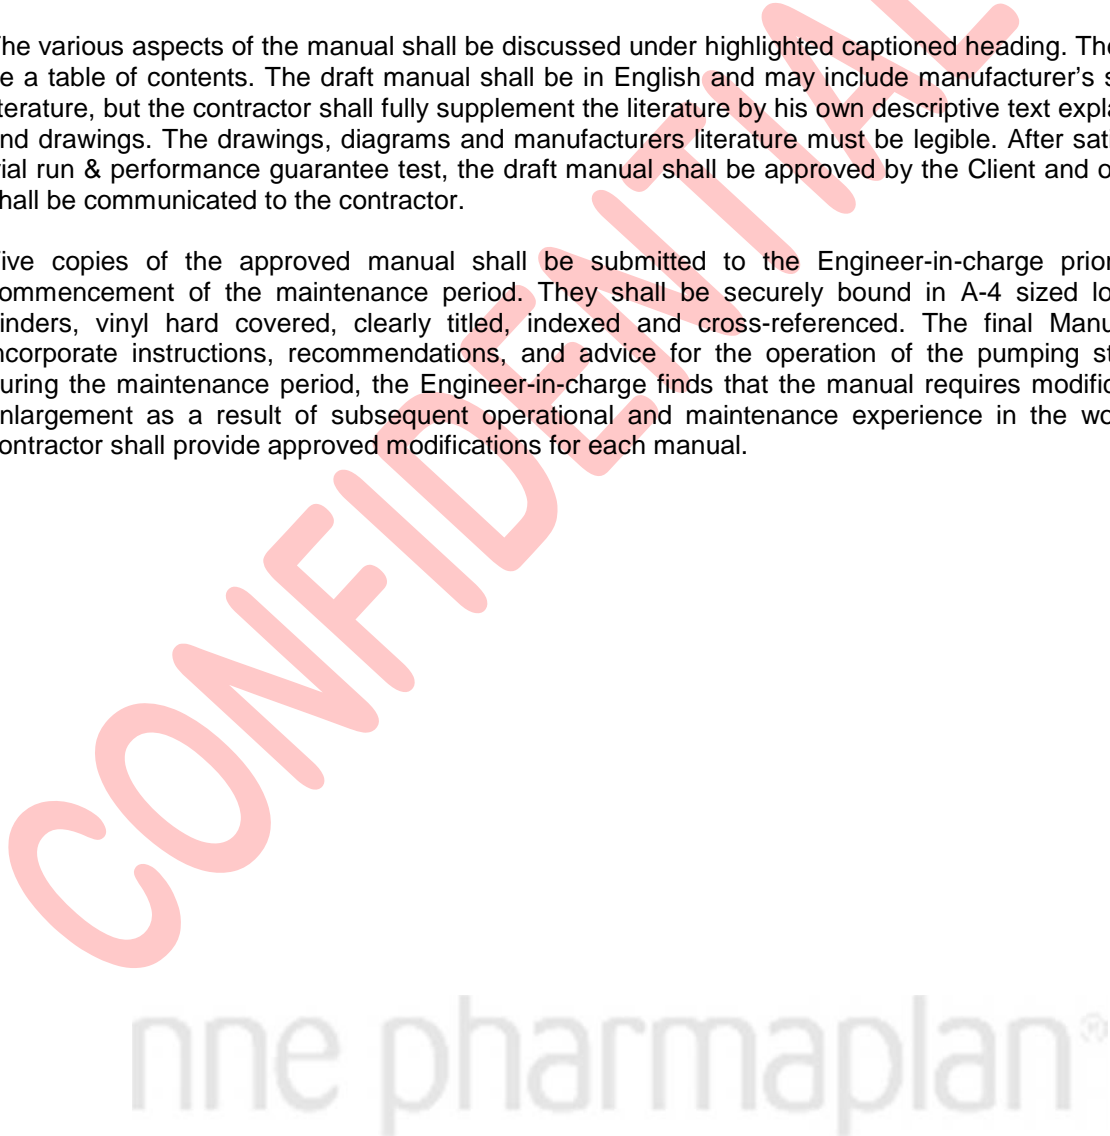 he various aspects of the manual shall be discussed under highlighted captioned heading. The
e a table of contents. The draft manual shall be in English and may include manufacturer’s s
terature, but the contractor shall fully supplement the literature by his own descriptive text expla
nd drawings. The drawings, diagrams and manufacturers literature must be legible. After sati
rial run & performance guarantee test, the draft manual shall be approved by the Client and o
hall be communicated to the contractor.
ive copies of the approved manual shall be submitted to the Engineer-in-charge prior
ommencement of the maintenance period. They shall be securely bound in A-4 sized lo
inders, vinyl hard covered, clearly titled, indexed and cross-referenced. The final Manu
ncorporate instructions, recommendations, and advice for the operation of the pumping st
uring the maintenance period, the Engineer-in-charge finds that the manual requires modific
nlargement as a result of subsequent operational and maintenance experience in the wo
ontractor shall provide approved modifications for each manual.
CONFIDENTIAL
nne pharmaplan®